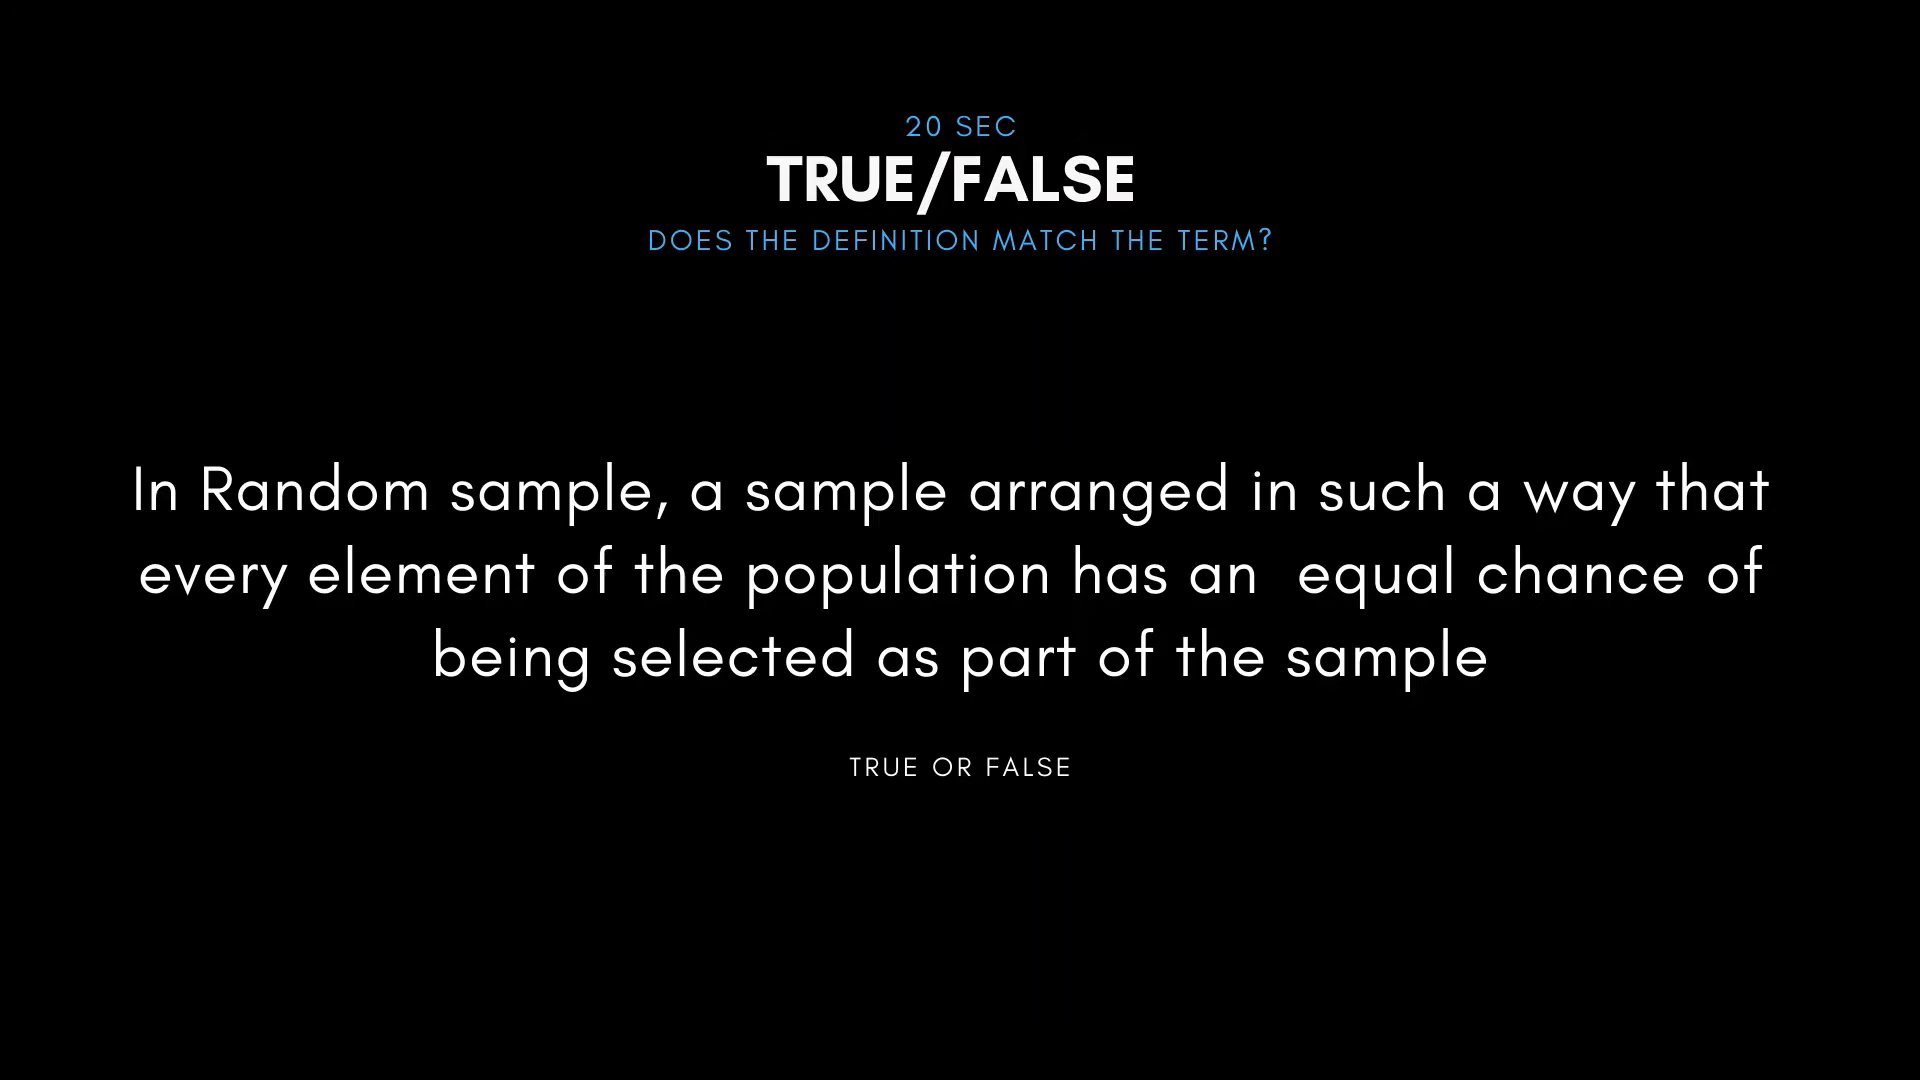 20 SEC
TRUE/FALSE
DOES THE DEFINITION MATCH THE TERM?
In Random sample, a sample arranged in such a way that
every element of the population has an  equal chance of
being selected as part of the sample
TRUE OR FALSE